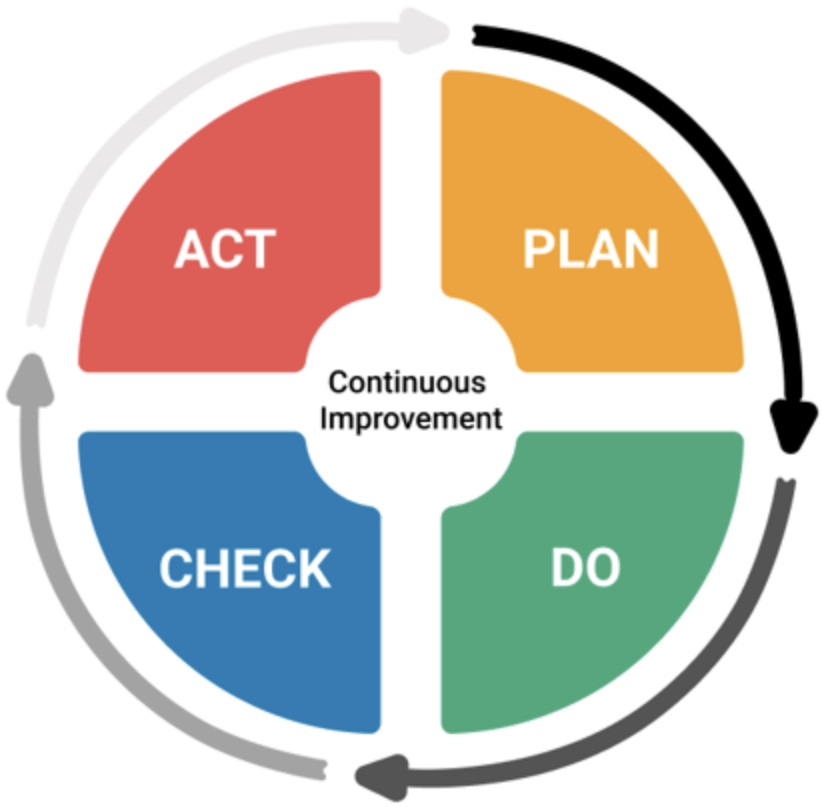 ACT
PLAN
Continuous
Improvement
CHECK
DO